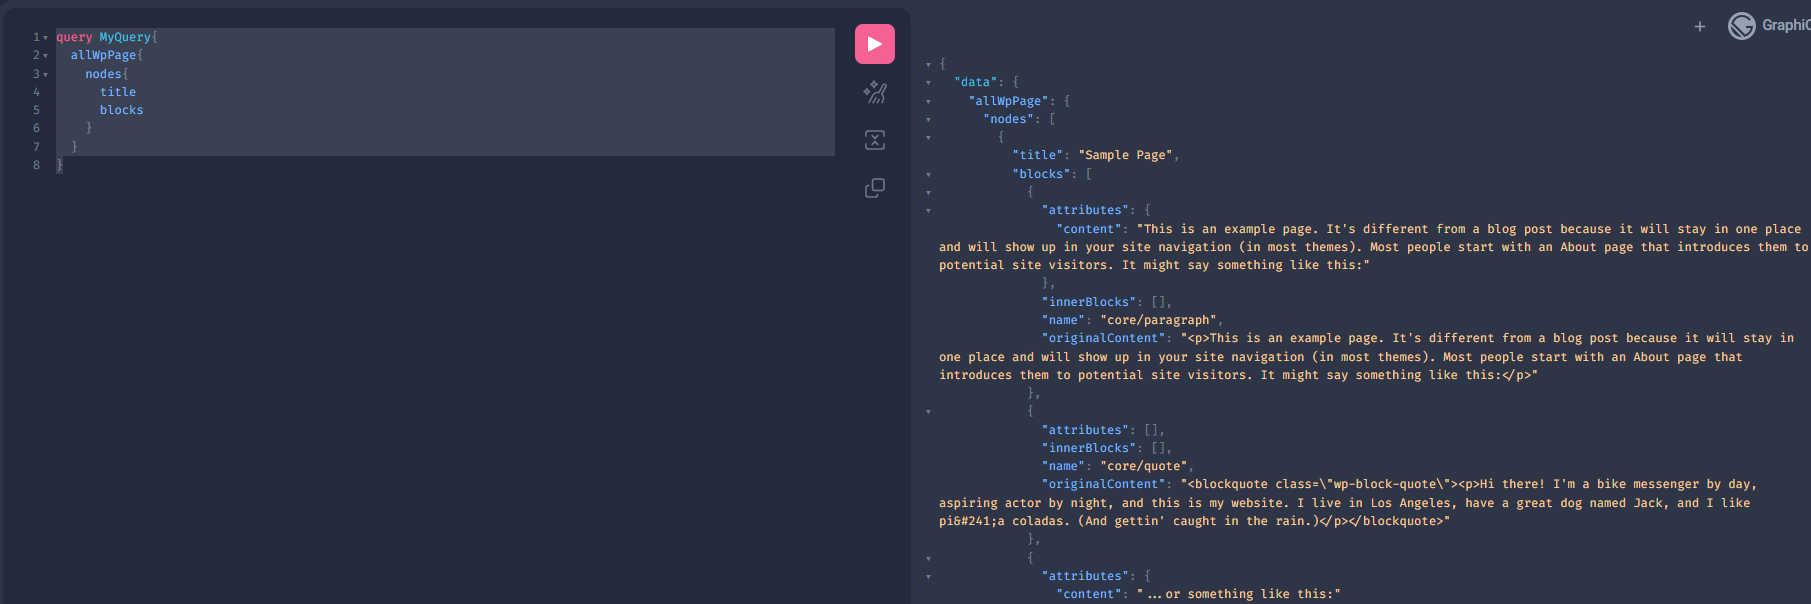 1 query MyQuery{
2 allWpPage{
3 nodes{
4 title
5 blocks
6 }
7 }
8 }
+ GraphiQ
{
"data": {
"allWpPage": {
"nodes": [
{
"title": "Sample Page",
"blocks": [
{
"attributes": {
"content": "This is an example page. It's different from a blog post because it will stay in one place
and will show up in your site navigation (in most themes). Most people start with an About page that introduces them to
potential site visitors. It might say something like this:"
},
"innerBlocks": [],
"name": "core/paragraph",
"originalContent": "<p>This is an example page. It's different from a blog post because it will stay in
one place and will show up in your site navigation (in most themes). Most people start with an About page that
introduces them to potential site visitors. It might say something like this:</p>"
},
{
"attributes": [],
"innerBlocks": [],
"name": "core/quote",
"originalContent": "<blockquote class=\"wp-block-quote\"><p>Hi there! I'm a bike messenger by day,
aspiring actor by night, and this is my website. I live in Los Angeles, have a great dog named Jack, and I like
pi&#241;a coladas. (And gettin' caught in the rain.)</p></blockquote>"
},
{
"attributes": {
"content": "...or something like this:"